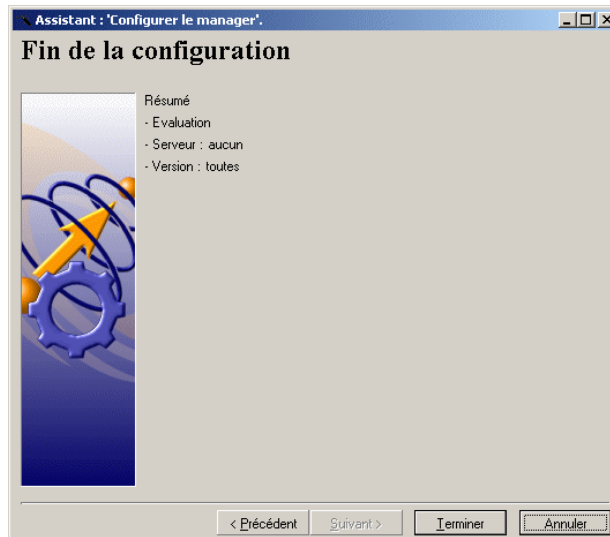 Assistant : 'Configurer le manager'.
Fin de la configuration
Résumé
- Evaluation
- Serveur : aucun
- Version : toutes
< Précédent Suivant > Terminer Annuler